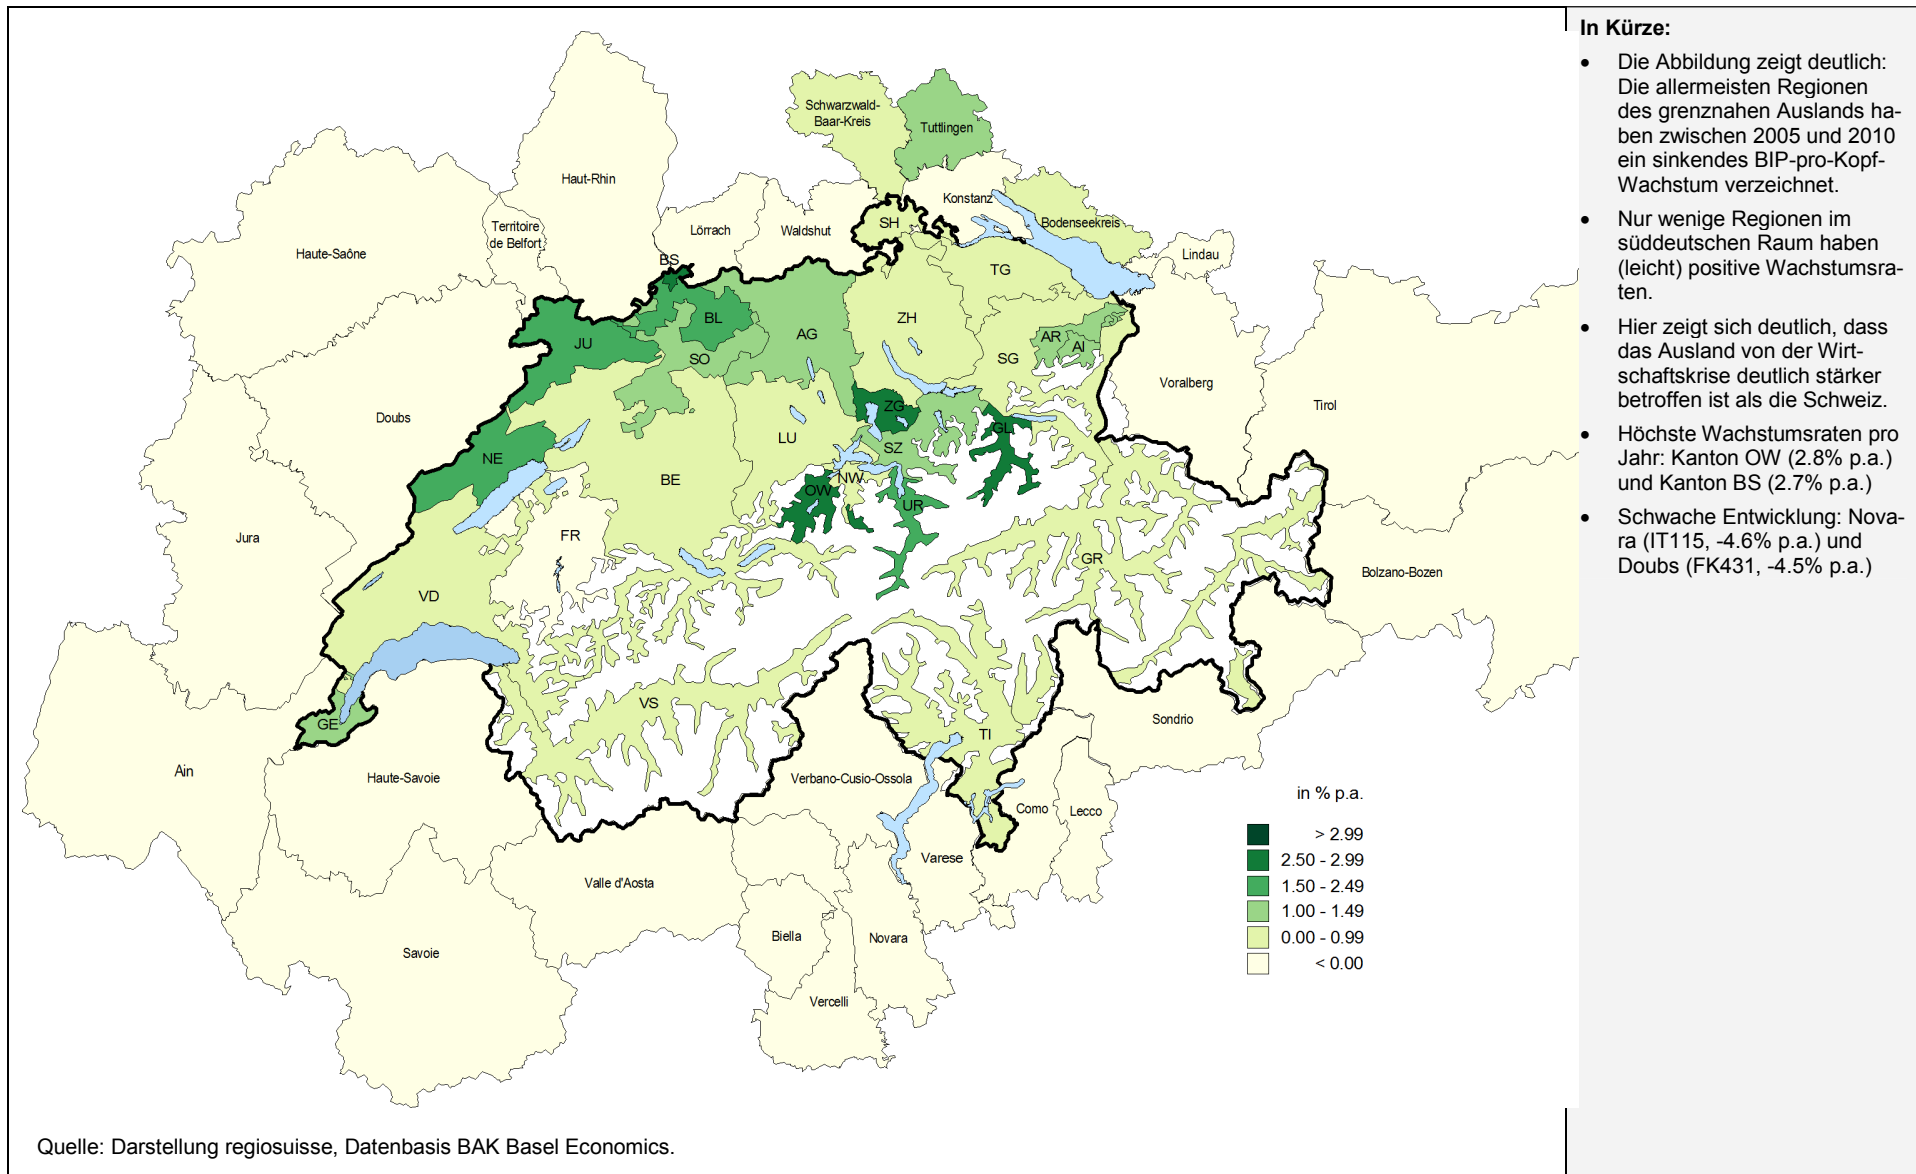 Schwarzwald-
Baar-Kreis
Tuttlingen
Haut-Rhin
Konstanz
Haute-Saône
Territoire
de Belfort
Lörrach
Waldshut
SH
Bodenseekreis
Lindau
BS
TG
JU
BL
AG
ZH
SO
SG
AR
AI
Voralberg
Tirol
Doubs
ZG
GL
LU
SZ
NE
BE
NW
OW
UR
FR
GR
Jura
Bolzano-Bozen
VD
VS
GE
Sondrio
TI
Ain
Haute-Savoie
Verbano-Cusio-Ossola
Como
Lecco
Varese
Valle d'Aosta
Biella
Novara
Savoie
Vercelli
in % p.a.
> 2.99
2.50 - 2.99
1.50 - 2.49
1.00 - 1.49
0.00 - 0.99
< 0.00
Quelle: Darstellung regiosuisse, Datenbasis BAK Basel Economics.
In Kürze:
• Die Abbildung zeigt deutlich:
Die allermeisten Regionen
des grenznahen Auslands ha-
ben zwischen 2005 und 2010
ein sinkendes BIP-pro-Kopf-
Wachstum verzeichnet.
• Nur wenige Regionen im
süddeutschen Raum haben
(leicht) positive Wachstumsra-
ten.
• Hier zeigt sich deutlich, dass
das Ausland von der Wirt-
schaftskrise deutlich stärker
betroffen ist als die Schweiz.
• Höchste Wachstumsraten pro
Jahr: Kanton OW (2.8% p.a.)
und Kanton BS (2.7% p.a.)
• Schwache Entwicklung: Nova-
ra (IT115, -4.6% p.a.) und
Doubs (FK431, -4.5% p.a.)